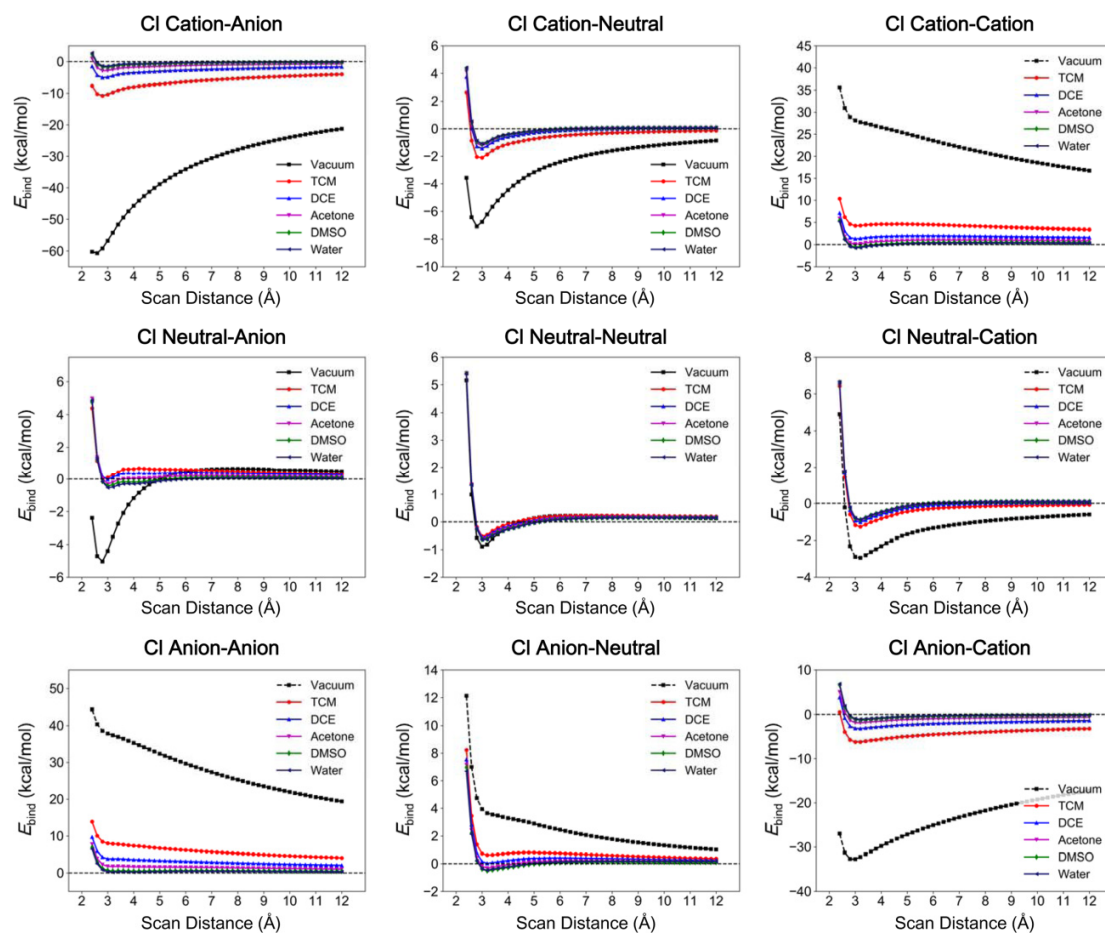 Cl Cation-Anion
Cl Cation-Neutral
Cl Cation-Cation
E_bind (kcal/mol)
0
−10
−20
−30
−40
−50
−60
Vacuum
TCM
DCE
Acetone
DMSO
Water
2 3 4 5 6 7 8 9 10 11 12
Scan Distance (Å)
E_bind (kcal/mol)
6
4
2
0
−2
−4
−6
−8
−10
Vacuum
TCM
DCE
Acetone
DMSO
Water
2 3 4 5 6 7 8 9 10 11 12
Scan Distance (Å)
E_bind (kcal/mol)
45
40
35
30
25
20
15
10
5
0
−5
Vacuum
TCM
DCE
Acetone
DMSO
Water
2 3 4 5 6 7 8 9 10 11 12
Scan Distance (Å)
Cl Neutral-Anion
Cl Neutral-Neutral
Cl Neutral-Cation
E_bind (kcal/mol)
6
4
2
0
−2
−4
−6
Vacuum
TCM
DCE
Acetone
DMSO
Water
2 3 4 5 6 7 8 9 10 11 12
Scan Distance (Å)
E_bind (kcal/mol)
6
5
4
3
2
1
0
−1
−2
Vacuum
TCM
DCE
Acetone
DMSO
Water
2 3 4 5 6 7 8 9 10 11 12
Scan Distance (Å)
E_bind (kcal/mol)
8
6
4
2
0
−2
−4
Vacuum
TCM
DCE
Acetone
DMSO
Water
2 3 4 5 6 7 8 9 10 11 12
Scan Distance (Å)
Cl Anion-Anion
Cl Anion-Neutral
Cl Anion-Cation
E_bind (kcal/mol)
50
40
30
20
10
0
Vacuum
TCM
DCE
Acetone
DMSO
Water
2 3 4 5 6 7 8 9 10 11 12
Scan Distance (Å)
E_bind (kcal/mol)
14
12
10
8
6
4
2
0
−2
Vacuum
TCM
DCE
Acetone
DMSO
Water
2 3 4 5 6 7 8 9 10 11 12
Scan Distance (Å)
E_bind (kcal/mol)
10
0
−10
−20
−30
−40
Vacuum
TCM
DCE
Acetone
DMSO
Water
2 3 4 5 6 7 8 9 10 11 12
Scan Distance (Å)